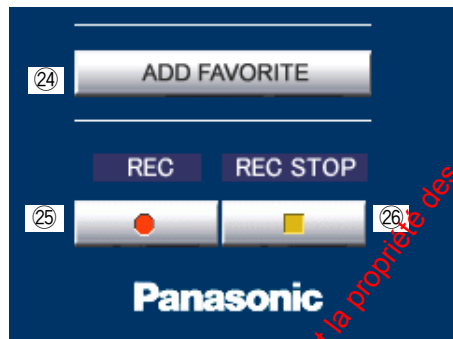 ㉔ ADD FAVORITE
REC REC STOP
㉕ ㉖
Panasonic
t la propriété des